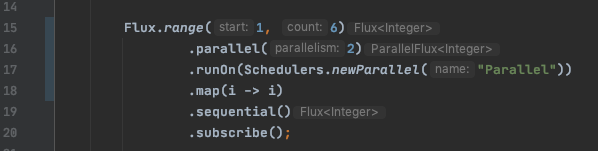 14
15 Flux.range( start: 1, count: 6) Flux<Integer>
16 .parallel( parallelism: 2) ParallelFlux<Integer>
17 .runOn(Schedulers.newParallel( name: "Parallel"))
18 .map(i -> i)
19 .sequential() Flux<Integer>
20 .subscribe();